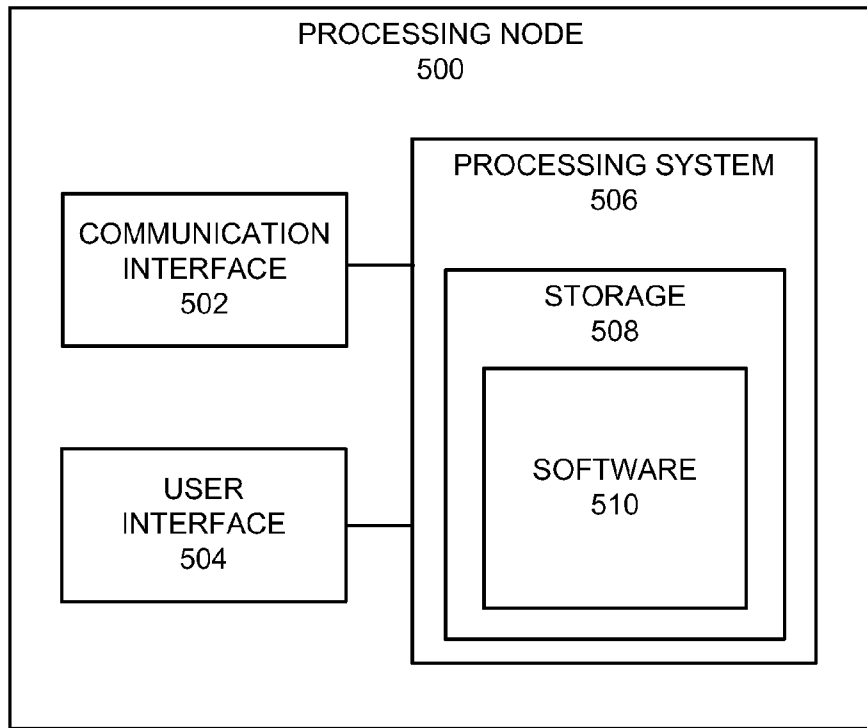 PROCESSING NODE
500
PROCESSING SYSTEM
506
COMMUNICATION
INTERFACE
502
STORAGE
508
SOFTWARE
510
USER
INTERFACE
504